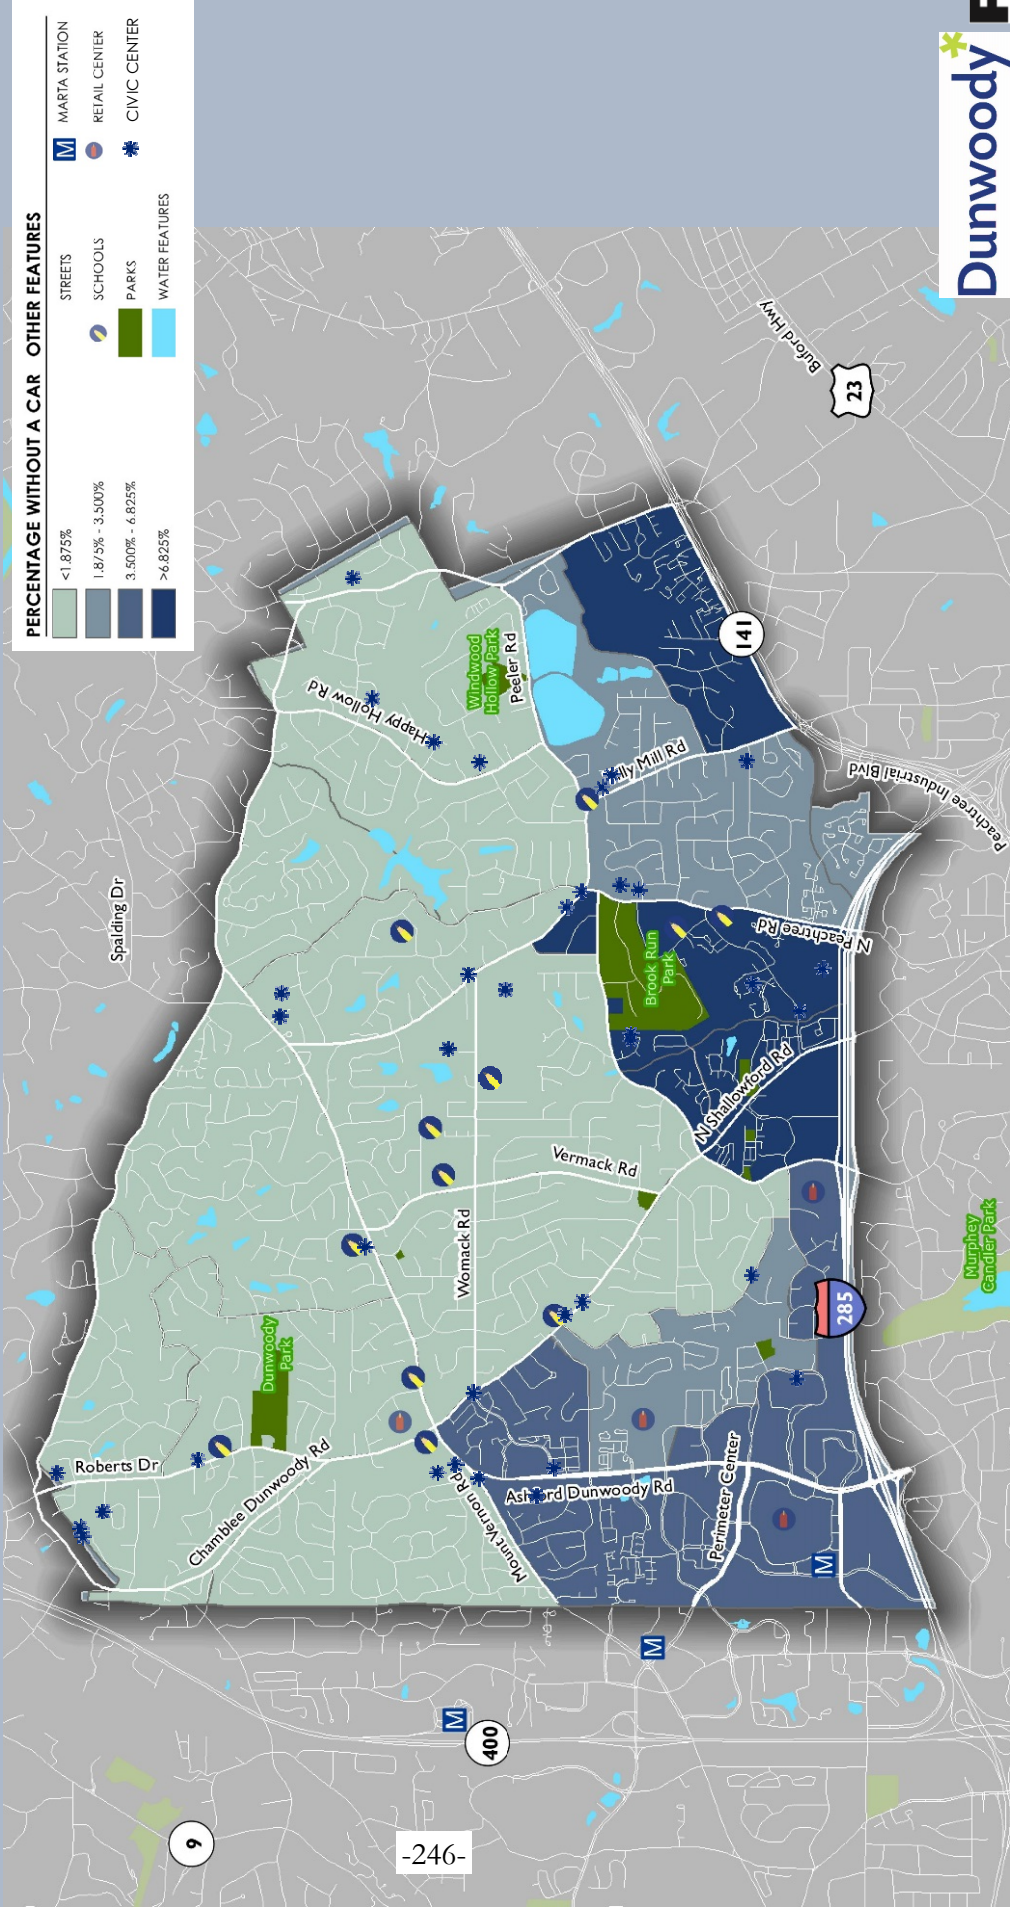 PERCENTAGE WITHOUT A CAR
<1.875%
1.875% - 3.500%
3.500% - 6.825%
>6.825%
OTHER FEATURES
STREETS
SCHOOLS
PARKS
WATER FEATURES
M MARTA STATION
RETAIL CENTER
CIVIC CENTER
Dunwoody*
Spalding Dr
Roberts Dr
Chamblee Dunwoody Rd
Dunwoody
Park
Mount Vernon Rd
Womack Rd
Vermack Rd
Ashford Dunwoody Rd
Perimeter Center
N Shallowford Rd
Brook Run
Park
N Peachtree Rd
Happy Hollow Rd
Windwood
Hollow Park
Peeler Rd
lly Mill Rd
Peachtree Industrial Blvd
Buford Hwy
23
141
285
Murphey
Candler Park
M
M
M
400
9
-246-